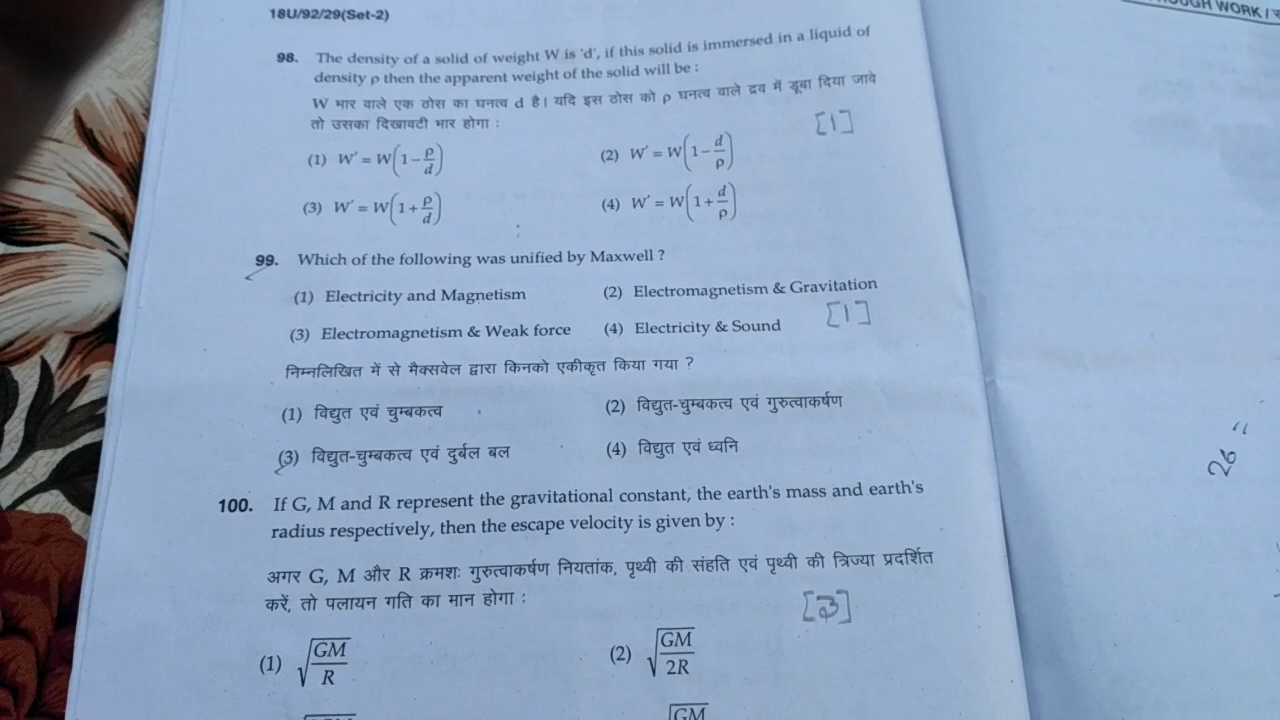 18U/92/29(Set-2)
ROUGH WORK /
98. The density of a solid of weight W is 'd', if this solid is immersed in a liquid of
density ρ then the apparent weight of the solid will be :
W भार वाले एक ठोस का घनत्व d है। यदि इस ठोस को ρ घनत्व वाले द्रव में डूबा दिया जावे
तो उसका दिखावटी भार होगा :
[1]
(1) W' = W(1 - ρ/d) (2) W' = W(1 - d/ρ)
(3) W' = W(1 + ρ/d) (4) W' = W(1 + d/ρ)
99. Which of the following was unified by Maxwell ?
(1) Electricity and Magnetism (2) Electromagnetism & Gravitation
[1]
(3) Electromagnetism & Weak force (4) Electricity & Sound
निम्नलिखित में से मैक्सवेल द्वारा किनको एकीकृत किया गया ?
(1) विद्युत एवं चुम्बकत्व (2) विद्युत-चुम्बकत्व एवं गुरुत्वाकर्षण
(3) विद्युत-चुम्बकत्व एवं दुर्बल बल (4) विद्युत एवं ध्वनि
26
100. If G, M and R represent the gravitational constant, the earth's mass and earth's
radius respectively, then the escape velocity is given by :
अगर G, M और R क्रमशः गुरुत्वाकर्षण नियतांक, पृथ्वी की संहति एवं पृथ्वी की त्रिज्या प्रदर्शित
करें, तो पलायन गति का मान होगा :
[3]
(1) √(GM/R) (2) √(GM/2R)
GM